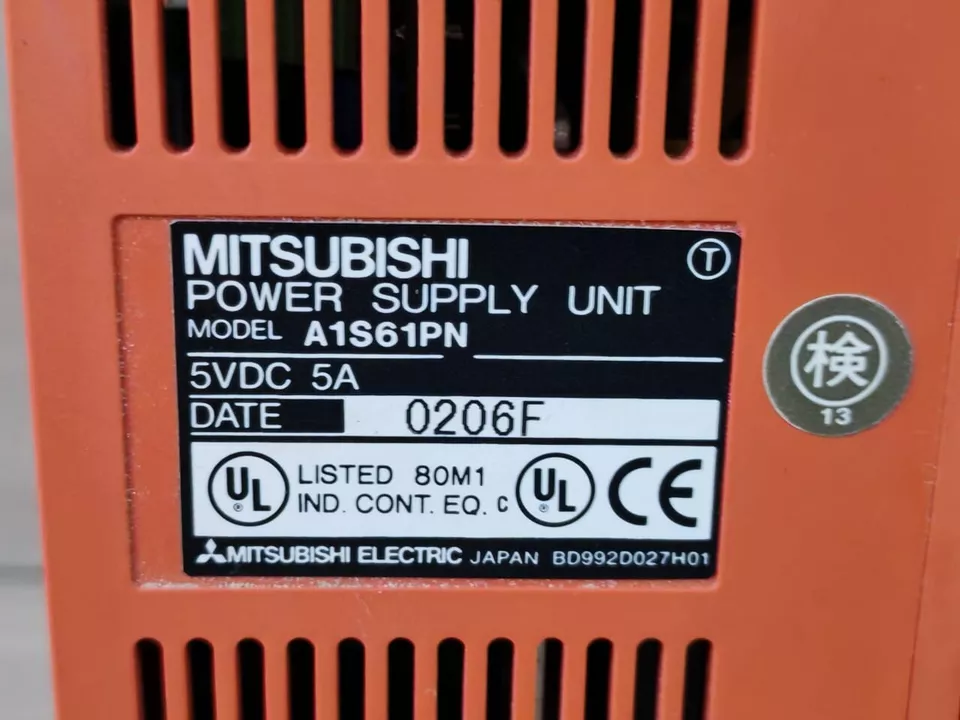 MITSUBISHI
T
POWER SUPPLY UNIT
MODEL A1S61PN
5VDC 5A
DATE 0206F
UL LISTED 80M1
IND. CONT. EQ. C UL CE
MITSUBISHI ELECTRIC JAPAN BD992D027H01
検
13